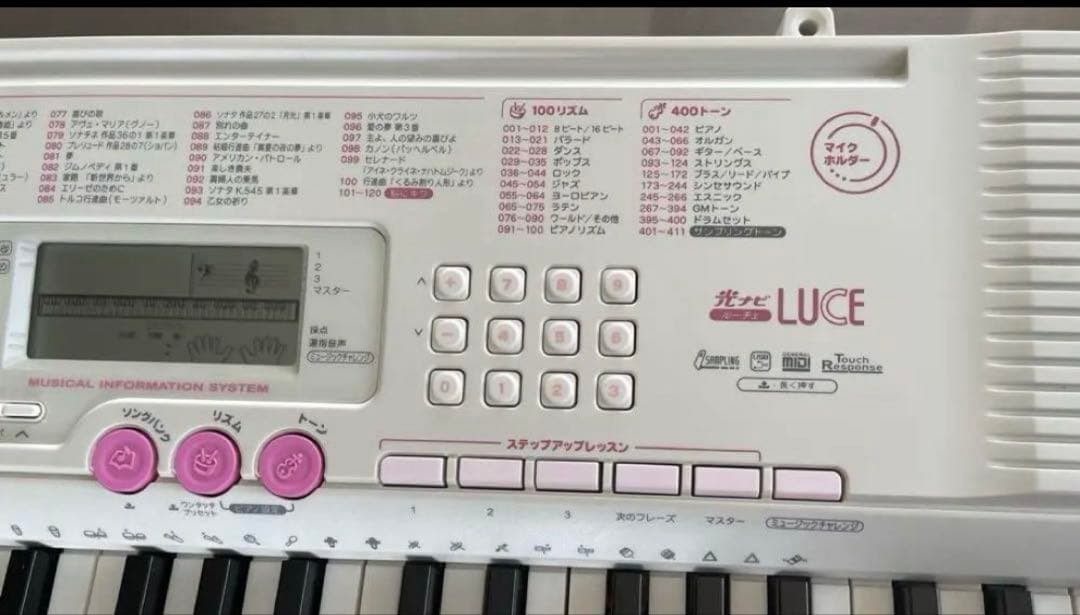 077 喜びの歌
078 アヴェ・マリア(グノー)
079 ソナチネ 作品36の1 第1楽章
080 プレリュード 作品28の7(ショパン)
081 夢
082 ジムノペディ 第1番
083 家路 「新世界から」より
084 エリーゼのために
085 トルコ行進曲(モーツァルト)
086 ソナタ 作品27の2「月光」第1楽章
087 別れの曲
088 エンターテイナー
089 結婚行進曲「真夏の夜の夢」より
090 アメリカン・パトロール
091 楽しき農夫
092 貴婦人の乗馬
093 ソナタ K.545 第1楽章
094 乙女の祈り
095 小犬のワルツ
096 愛の夢 第3番
097 主よ、人の望みの喜びよ
098 カノン(パッヘルベル)
099 セレナード
「アイネ・クライネ・ナハトムジーク」より
100 行進曲「くるみ割り人形」より
101〜120
100リズム
001〜012 8ビート/16ビート
013〜021 バラード
022〜028 ダンス
029〜035 ポップス
036〜044 ロック
045〜054 ジャズ
055〜064 ヨーロピアン
065〜075 ラテン
076〜090 ワールド/その他
091〜100 ピアノリズム
400トーン
001〜042 ピアノ
043〜066 オルガン
067〜092 ギター/ベース
093〜124 ストリングス
125〜172 ブラス/リード/パイプ
173〜244 シンセサウンド
245〜266 エスニック
267〜394 GMトーン
395〜400 ドラムセット
401〜411 サンプリングトーン
マイク
ホルダー
1
2
3
マスター
採点
運指音声
ミュージックチャレンジ
MUSICAL INFORMATION SYSTEM
+ 7 8 9
− 4 5 6
0 1 2 3
光ナビ
ルーチェ
LUCE
SAMPLING
USB
GENERAL
MIDI
Touch
Response
・長く押す
ソングバンク
リズム
トーン
ワンタッチ
プリセット
ピアノ設定
ステップアップレッスン
1
2
3
次のフレーズ
マスター
ミュージックチャレンジ